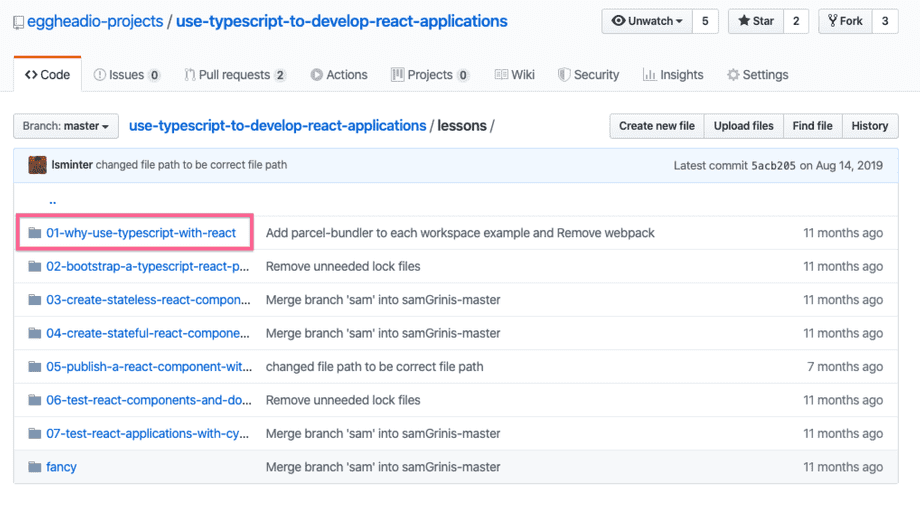 eggheadio-projects / use-typescript-to-develop-react-applications
Unwatch 5 Star 2 Fork 3
Code Issues 0 Pull requests 2 Actions Projects 0 Wiki Security Insights Settings
Branch: master use-typescript-to-develop-react-applications / lessons / Create new file Upload files Find file History
lsminter changed file path to be correct file path Latest commit 5acb205 on Aug 14, 2019
..
01-why-use-typescript-with-react Add parcel-bundler to each workspace example and Remove webpack 11 months ago
02-bootstrap-a-typescript-react-p... Remove unneeded lock files 11 months ago
03-create-stateless-react-compon... Merge branch 'sam' into samGrinis-master 11 months ago
04-create-stateful-react-compone... Merge branch 'sam' into samGrinis-master 11 months ago
05-publish-a-react-component-wit... changed file path to be correct file path 7 months ago
06-test-react-components-and-do... Remove unneeded lock files 11 months ago
07-test-react-applications-with-cy... Merge branch 'sam' into samGrinis-master 11 months ago
fancy Merge branch 'sam' into samGrinis-master 11 months ago